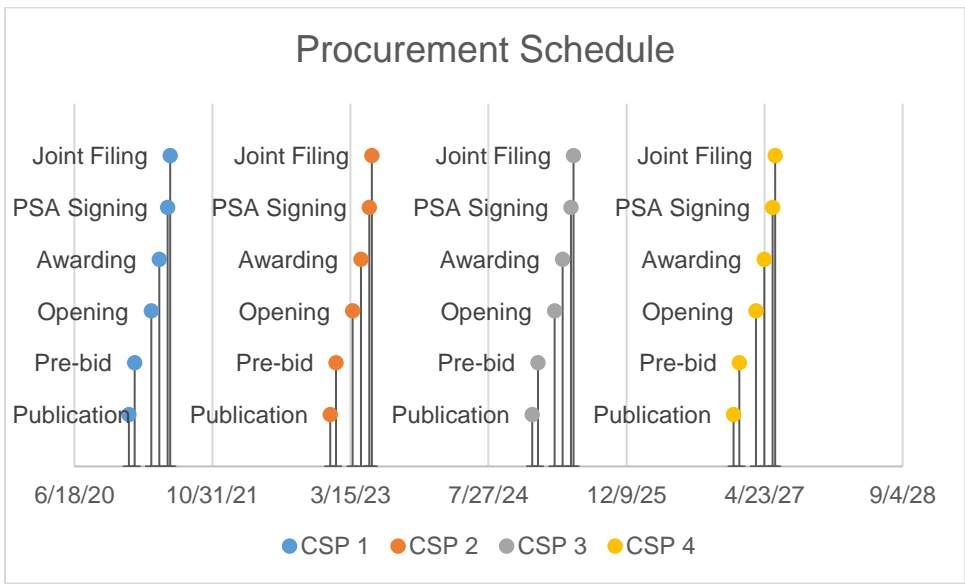 Procurement Schedule
Joint Filing Joint Filing Joint Filing Joint Filing
PSA Signing PSA Signing PSA Signing PSA Signing
Awarding Awarding Awarding Awarding
Opening Opening Opening Opening
Pre-bid Pre-bid Pre-bid Pre-bid
Publication Publication Publication Publication
6/18/20 10/31/21 3/15/23 7/27/24 12/9/25 4/23/27 9/4/28
CSP 1 CSP 2 CSP 3 CSP 4